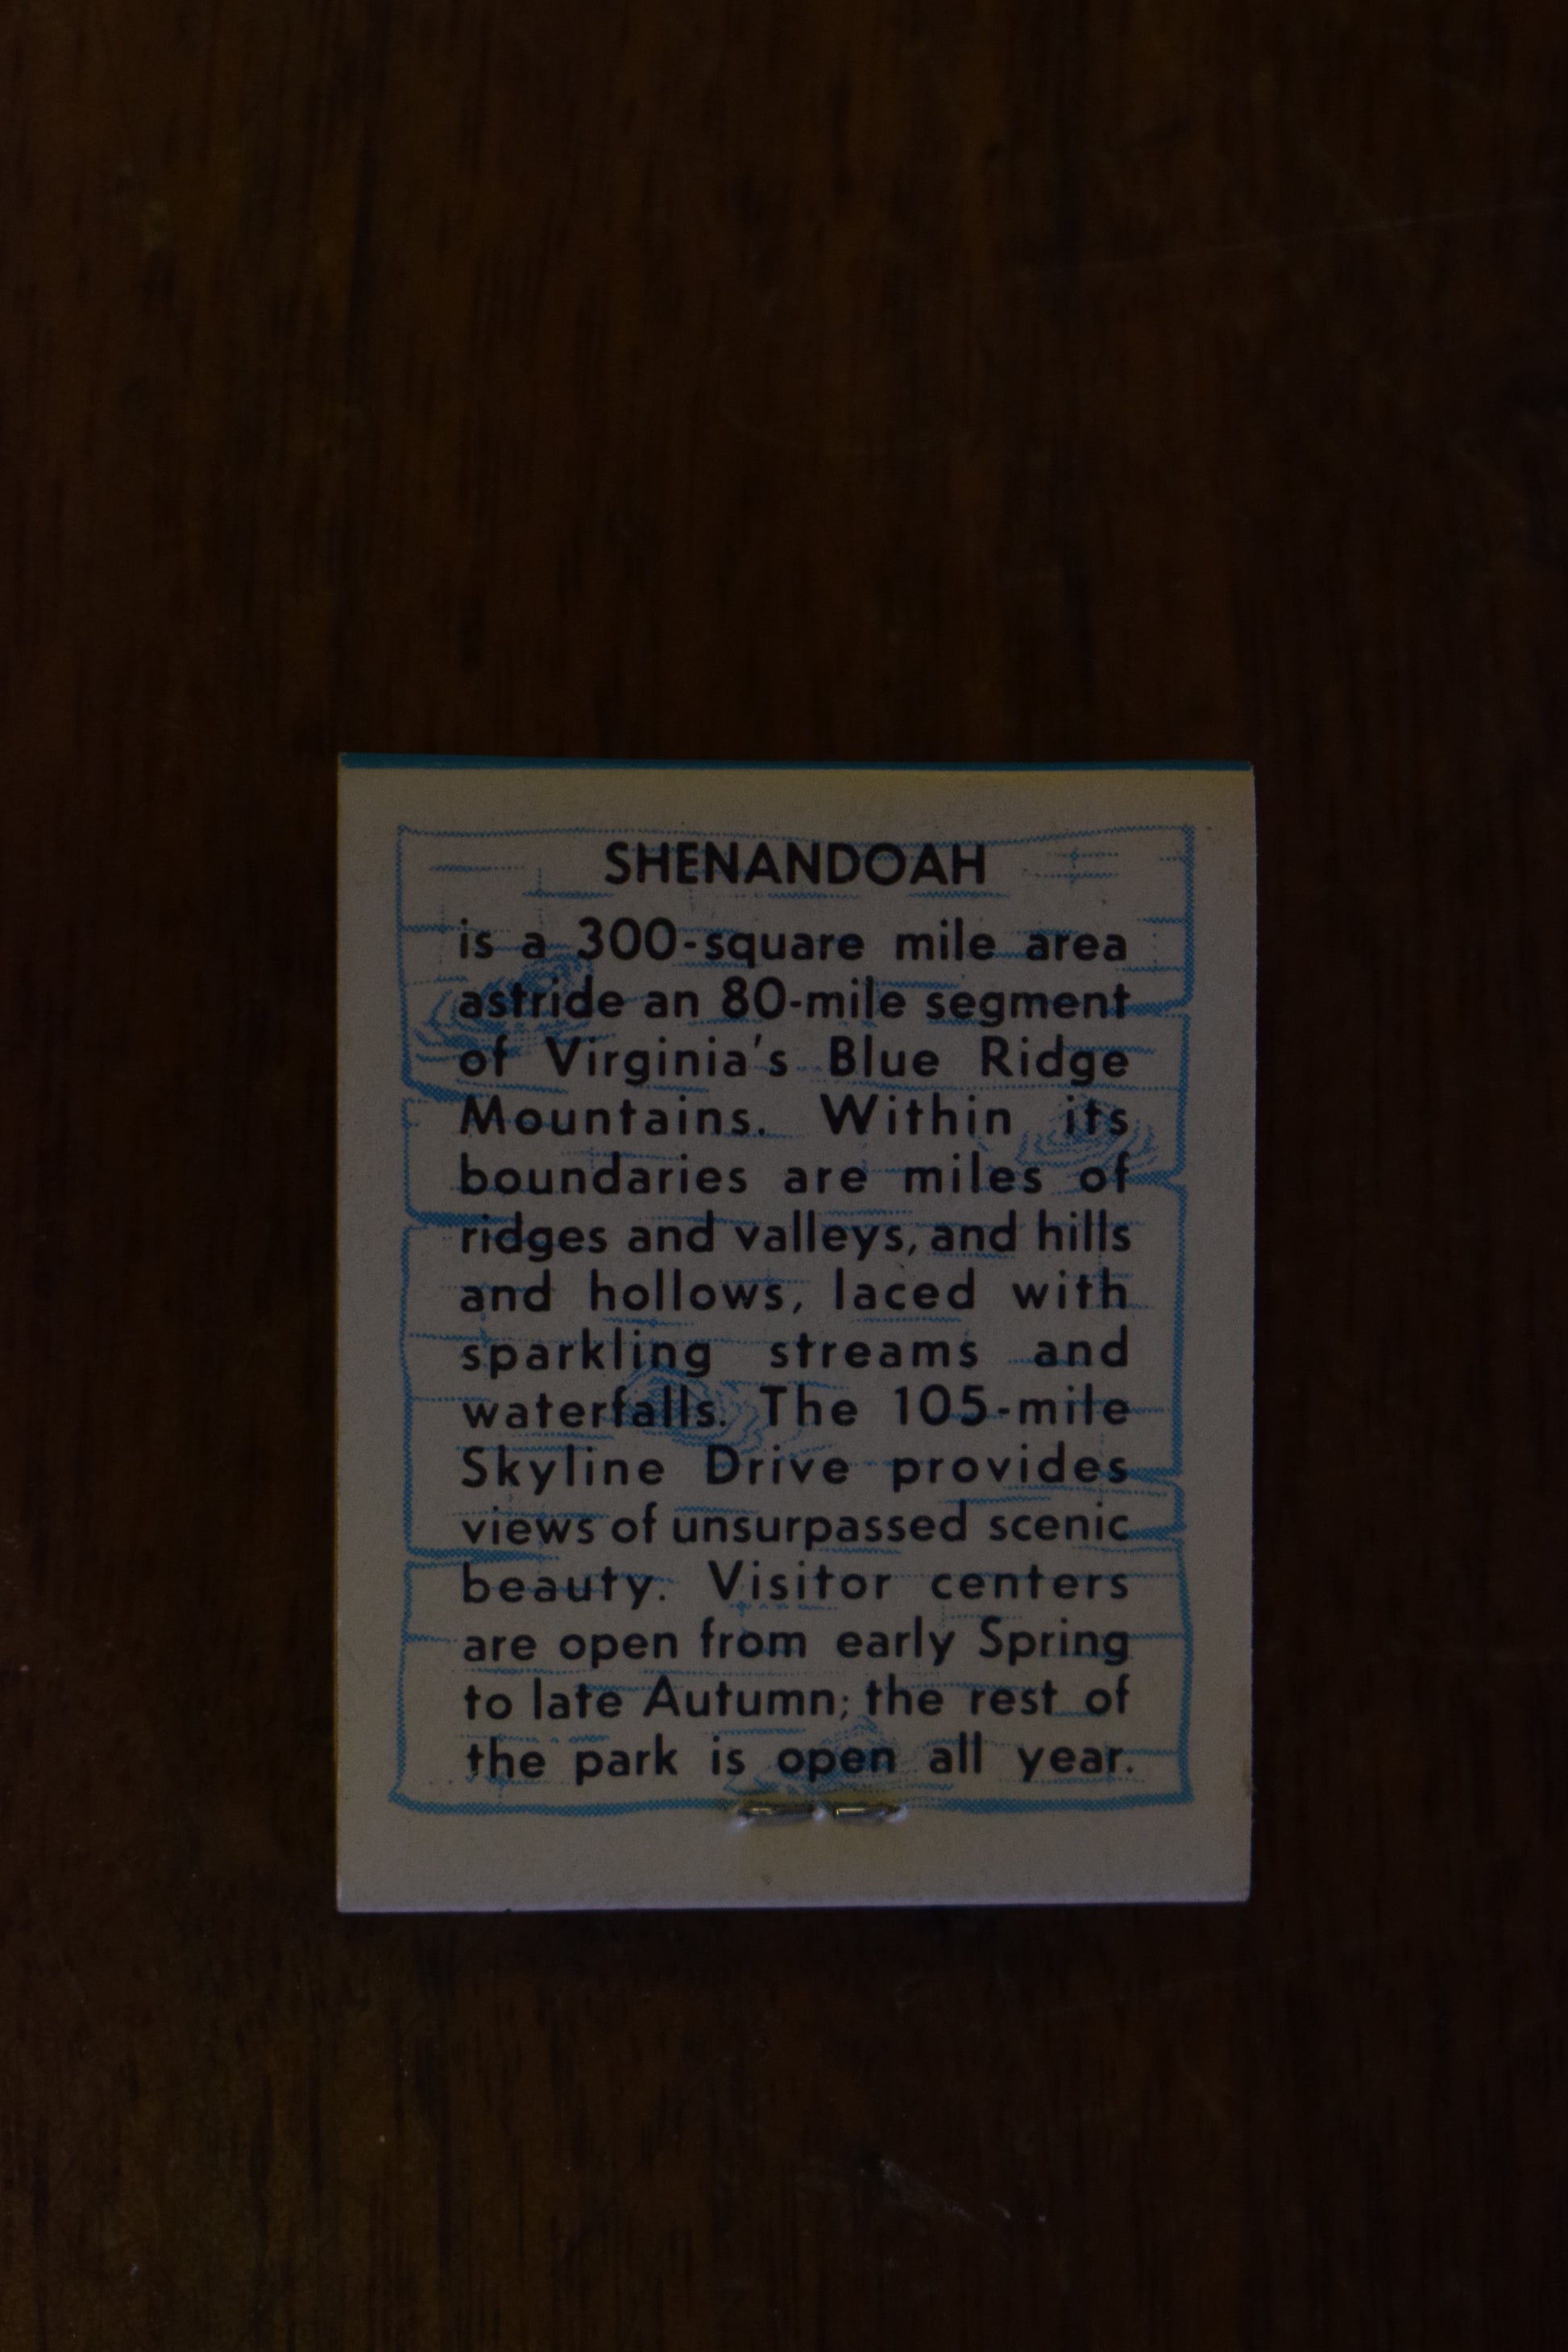 SHENANDOAH
is a 300-square mile area
astride an 80-mile segment
of Virginia's Blue Ridge
Mountains. Within its
boundaries are miles of
ridges and valleys, and hills
and hollows, laced with
sparkling streams and
waterfalls. The 105-mile
Skyline Drive provides
views of unsurpassed scenic
beauty. Visitor centers
are open from early Spring
to late Autumn; the rest of
the park is open all year.